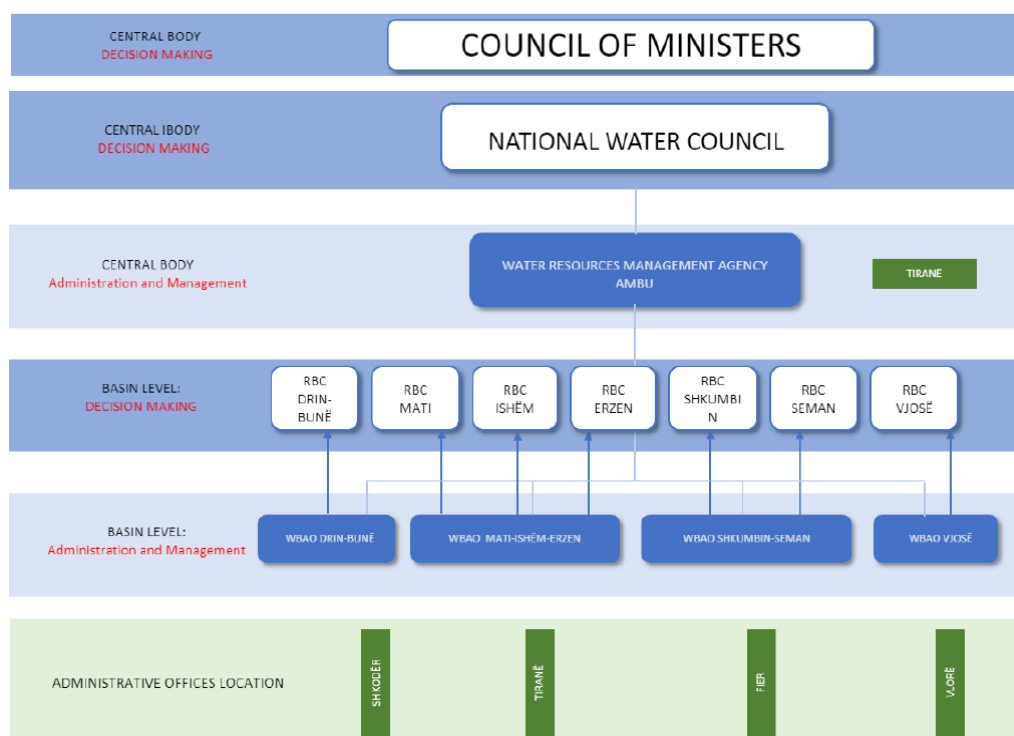 CENTRAL BODY
DECISION MAKING
COUNCIL OF MINISTERS
CENTRAL IBODY
DECISION MAKING
NATIONAL WATER COUNCIL
CENTRAL BODY
Administration and Management
WATER RESOURCES MANAGEMENT AGENCY
AMBU
TIRANË
BASIN LEVEL:
DECISION MAKING
RBC
DRIN-
BUNË
RBC
MATI
RBC
ISHËM
RBC
ERZEN
RBC
SHKUMBI
N
RBC
SEMAN
RBC
VJOSË
BASIN LEVEL:
Administration and Management
WBAO DRIN-BUNË
WBAO MATI-ISHËM-ERZEN
WBAO SHKUMBIN-SEMAN
WBAO VJOSË
ADMINISTRATIVE OFFICES LOCATION
SHKODËR
TIRANË
FIER
VLORË